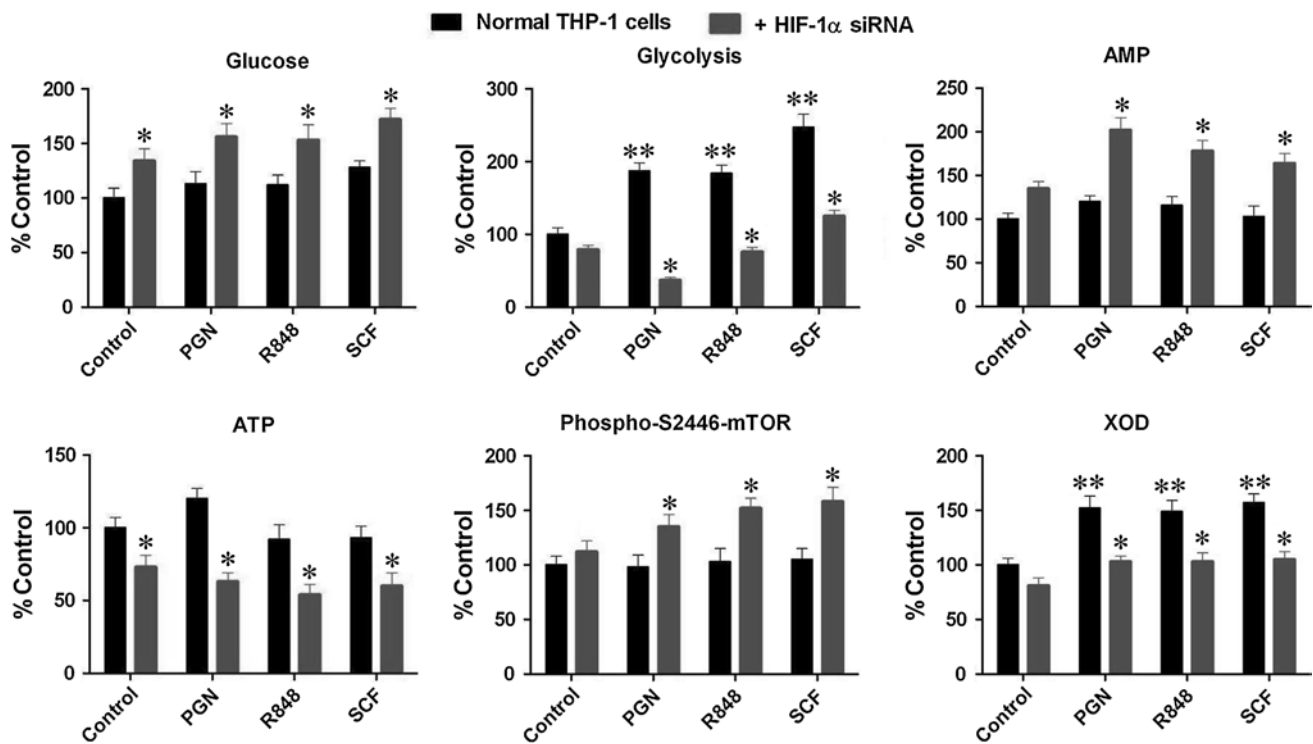 Normal THP-1 cells + HIF-1α siRNA
Glucose
% Control
200
150
100
50
0
* * * *
Control PGN R848 SCF
Glycolysis
% Control
300
200
100
0
** ** **
* * *
Control PGN R848 SCF
AMP
% Control
250
200
150
100
50
0
* * *
Control PGN R848 SCF
ATP
% Control
150
100
50
0
* * * *
Control PGN R848 SCF
Phospho-S2446-mTOR
% Control
200
150
100
50
0
* * *
Control PGN R848 SCF
XOD
% Control
200
150
100
50
0
** ** **
* * *
Control PGN R848 SCF